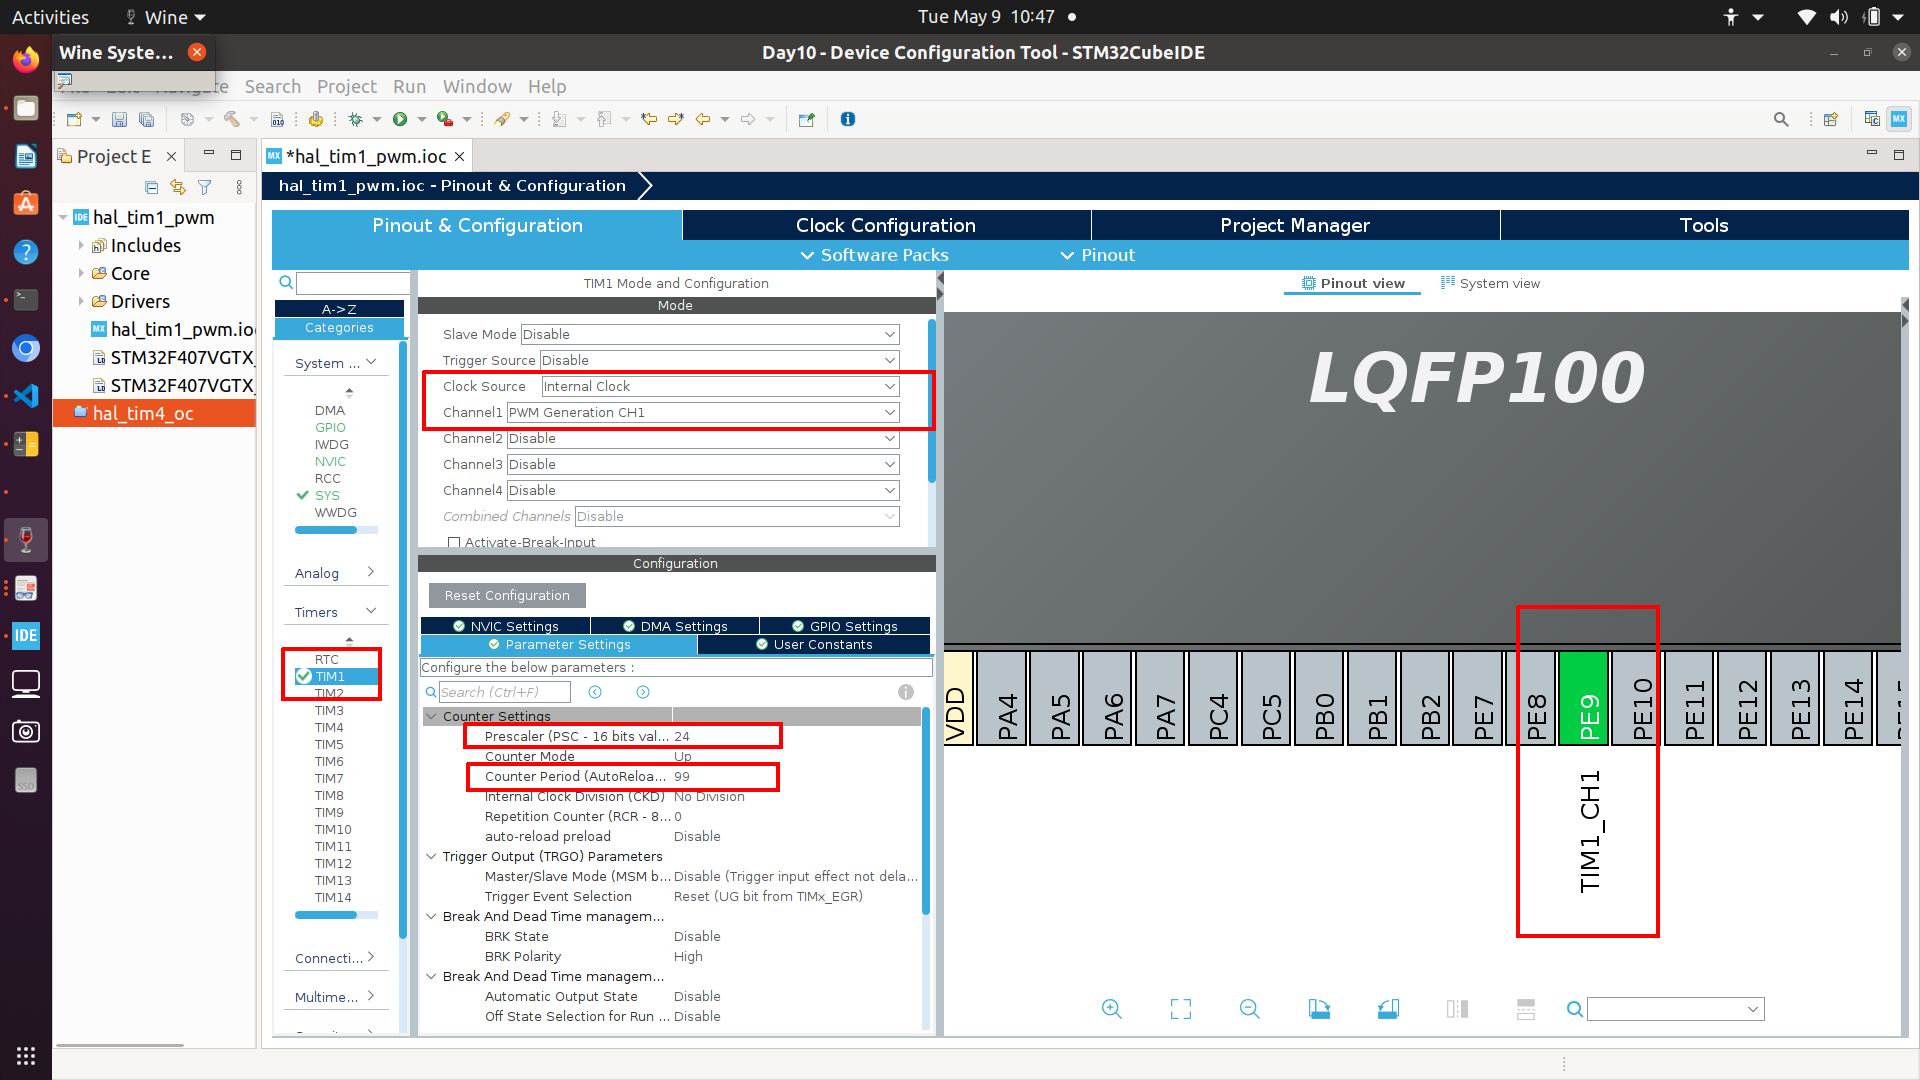 Activities
Wine
Tue May 9 10:47
Wine Syste...
Day10 - Device Configuration Tool - STM32CubeIDE
Search Project Run Window Help
Project E
*hal_tim1_pwm.ioc
hal_tim1_pwm.ioc - Pinout & Configuration
hal_tim1_pwm
Includes
Core
Drivers
hal_tim1_pwm.io
STM32F407VGTX_
STM32F407VGTX_
hal_tim4_oc
Pinout & Configuration
Clock Configuration
Project Manager
Tools
Software Packs
Pinout
A->Z
Categories
System ...
DMA
GPIO
IWDG
NVIC
RCC
SYS
WWDG
Analog
Timers
RTC
TIM1
TIM2
TIM3
TIM4
TIM5
TIM6
TIM7
TIM8
TIM9
TIM10
TIM11
TIM12
TIM13
TIM14
Connecti...
Multime...
TIM1 Mode and Configuration
Mode
Slave Mode Disable
Trigger Source Disable
Clock Source Internal Clock
Channel1 PWM Generation CH1
Channel2 Disable
Channel3 Disable
Channel4 Disable
Combined Channels Disable
Activate-Break-Input
Configuration
Reset Configuration
NVIC Settings
DMA Settings
GPIO Settings
Parameter Settings
User Constants
Configure the below parameters :
Search (Ctrl+F)
Counter Settings
Prescaler (PSC - 16 bits val... 24
Counter Mode Up
Counter Period (AutoReloa... 99
Internal Clock Division (CKD) No Division
Repetition Counter (RCR - 8... 0
auto-reload preload Disable
Trigger Output (TRGO) Parameters
Master/Slave Mode (MSM b... Disable (Trigger input effect not dela...
Trigger Event Selection Reset (UG bit from TIMx_EGR)
Break And Dead Time managem...
BRK State Disable
BRK Polarity High
Break And Dead Time managem...
Automatic Output State Disable
Off State Selection for Run ... Disable
Pinout view
System view
LQFP100
VDD
PA4
PA5
PA6
PA7
PC4
PC5
PB0
PB1
PB2
PE7
PE8
PE9
PE10
PE11
PE12
PE13
PE14
TIM1_CH1
IDE